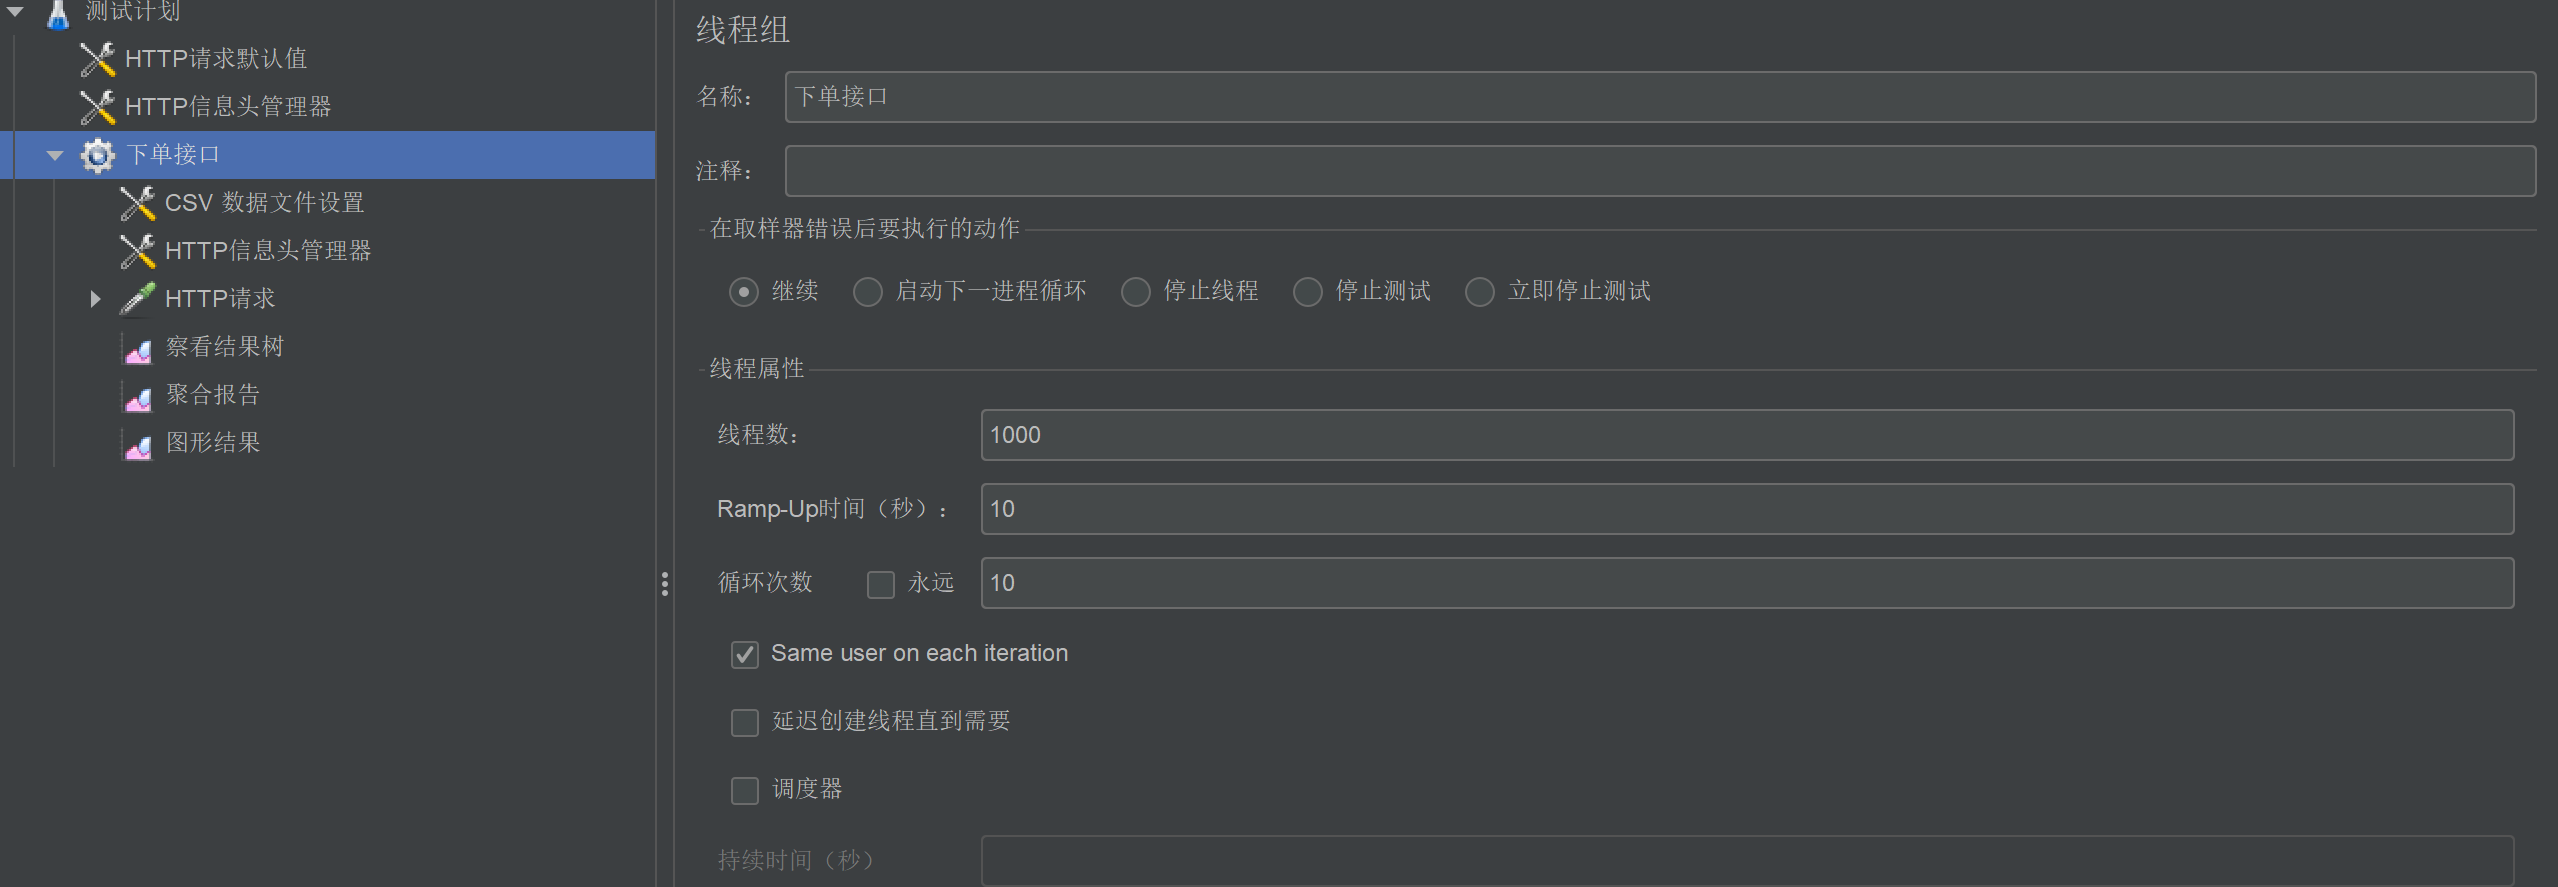 测试计划
HTTP请求默认值
HTTP信息头管理器
下单接口
CSV 数据文件设置
HTTP信息头管理器
HTTP请求
察看结果树
聚合报告
图形结果
线程组
名称： 下单接口
注释：
在取样器错误后要执行的动作
继续 启动下一进程循环 停止线程 停止测试 立即停止测试
线程属性
线程数： 1000
Ramp-Up时间（秒）： 10
循环次数 永远 10
Same user on each iteration
延迟创建线程直到需要
调度器
持续时间（秒）